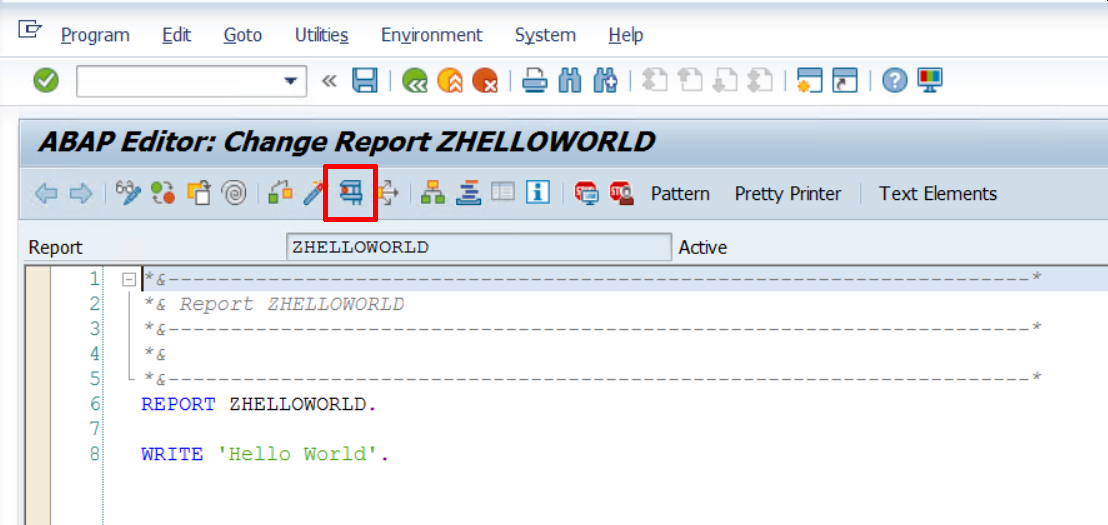 Program Edit Goto Utilities Environment System Help
ABAP Editor: Change Report ZHELLOWORLD
Pattern Pretty Printer Text Elements
Report ZHELLOWORLD Active
1 *&---------------------------------------------------------------------*
2 *& Report ZHELLOWORLD
3 *&---------------------------------------------------------------------*
4 *&
5 *&---------------------------------------------------------------------*
6 REPORT ZHELLOWORLD.
7
8 WRITE 'Hello World'.